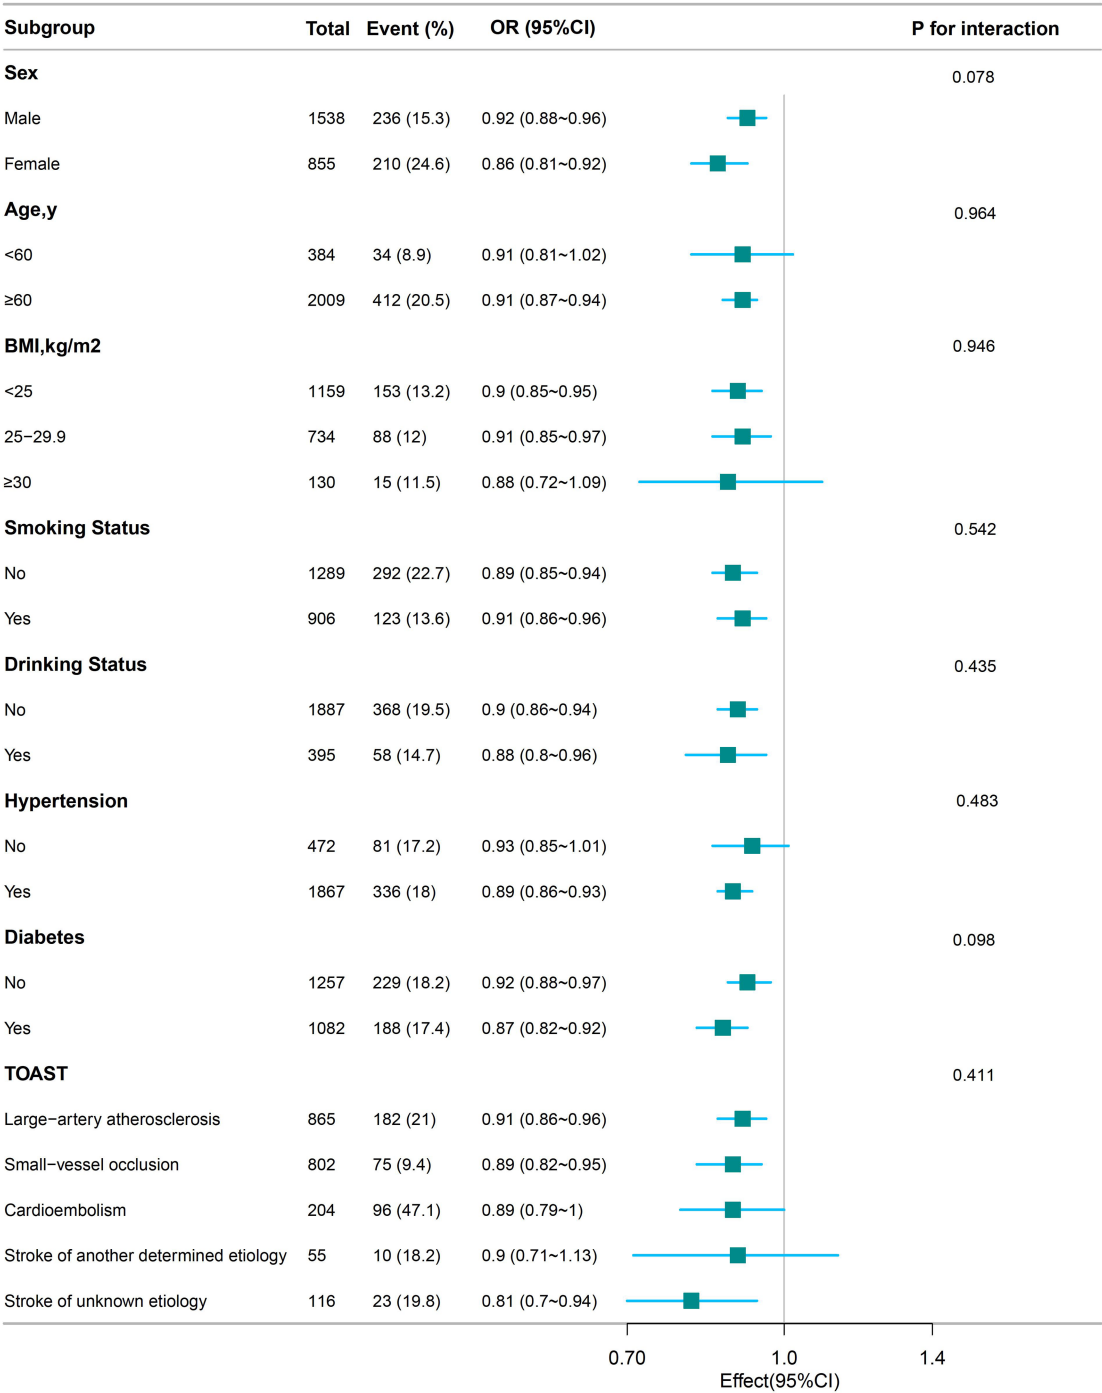 Subgroup Total Event (%) OR (95%CI) P for interaction
Sex 0.078
Male 1538 236 (15.3) 0.92 (0.88~0.96)
Female 855 210 (24.6) 0.86 (0.81~0.92)
Age,y 0.964
<60 384 34 (8.9) 0.91 (0.81~1.02)
≥60 2009 412 (20.5) 0.91 (0.87~0.94)
BMI,kg/m2 0.946
<25 1159 153 (13.2) 0.9 (0.85~0.95)
25−29.9 734 88 (12) 0.91 (0.85~0.97)
≥30 130 15 (11.5) 0.88 (0.72~1.09)
Smoking Status 0.542
No 1289 292 (22.7) 0.89 (0.85~0.94)
Yes 906 123 (13.6) 0.91 (0.86~0.96)
Drinking Status 0.435
No 1887 368 (19.5) 0.9 (0.86~0.94)
Yes 395 58 (14.7) 0.88 (0.8~0.96)
Hypertension 0.483
No 472 81 (17.2) 0.93 (0.85~1.01)
Yes 1867 336 (18) 0.89 (0.86~0.93)
Diabetes 0.098
No 1257 229 (18.2) 0.92 (0.88~0.97)
Yes 1082 188 (17.4) 0.87 (0.82~0.92)
TOAST 0.411
Large−artery atherosclerosis 865 182 (21) 0.91 (0.86~0.96)
Small−vessel occlusion 802 75 (9.4) 0.89 (0.82~0.95)
Cardioembolism 204 96 (47.1) 0.89 (0.79~1)
Stroke of another determined etiology 55 10 (18.2) 0.9 (0.71~1.13)
Stroke of unknown etiology 116 23 (19.8) 0.81 (0.7~0.94)
0.70 1.0 1.4
Effect(95%CI)